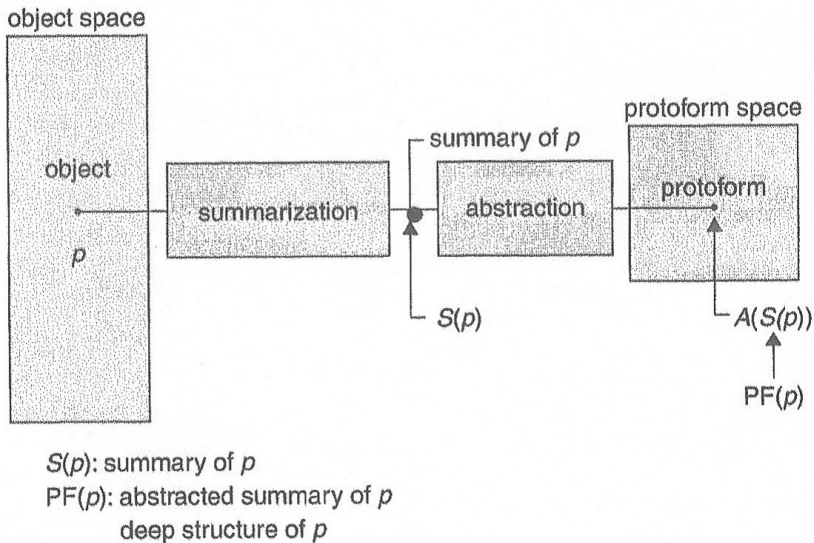 object space
protoform space
summary of p
object
summarization
abstraction
protoform
p
S(p)
A(S(p))
PF(p)
S(p): summary of p
PF(p): abstracted summary of p
deep structure of p